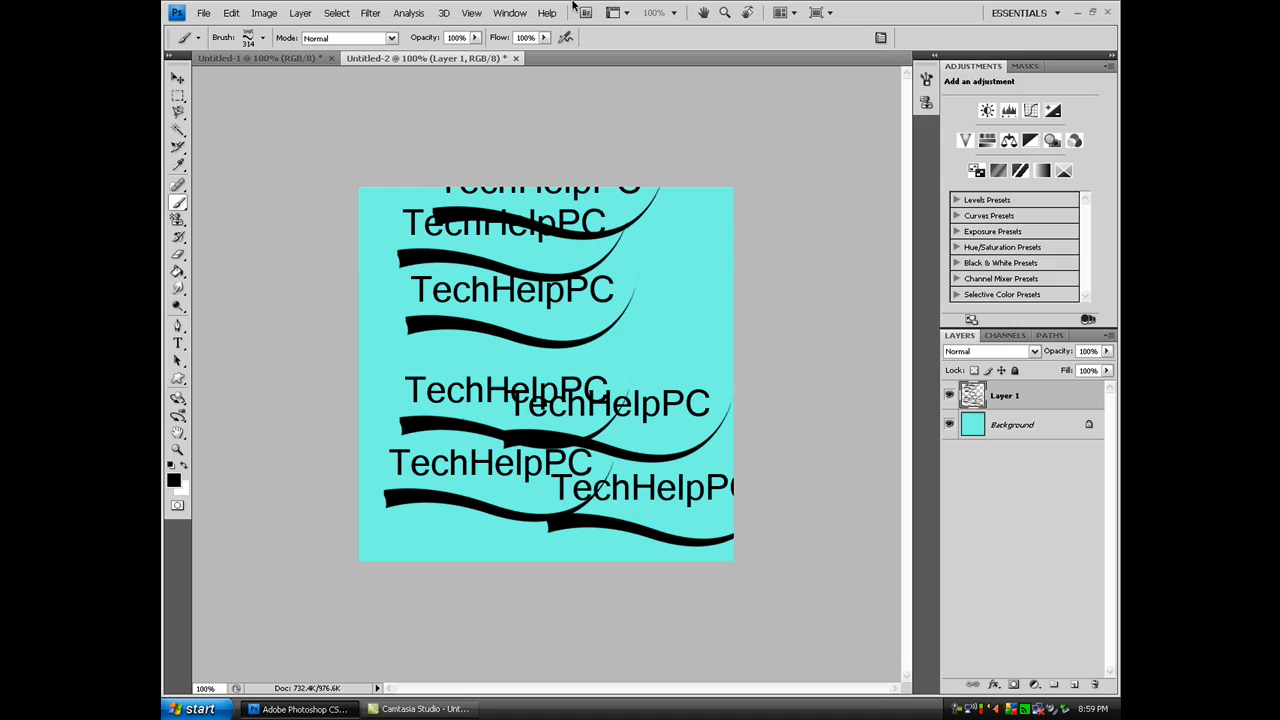 Ps File Edit Image Layer Select Filter Analysis 3D View Window Help Br 100% ESSENTIALS
Brush: 314 Mode: Normal Opacity: 100% Flow: 100%
Untitled-1 @ 100% (RGB/8) * × Untitled-2 @ 100% (Layer 1, RGB/8) * ×
ADJUSTMENTS MASKS
Add an adjustment
TechHelpPC
TechHelpPC
TechHelpPC
TechHelpPC
TechHelpPC
TechHelpPC
TechHelpPC
Levels Presets
Curves Presets
Exposure Presets
Hue/Saturation Presets
Black & White Presets
Channel Mixer Presets
Selective Color Presets
LAYERS CHANNELS PATHS
Normal Opacity: 100%
Lock: Fill: 100%
Layer 1
Background
100% Doc: 732.4K/976.6K
start Ps Adobe Photoshop CS... Camtasia Studio - Unt... 8:59 PM